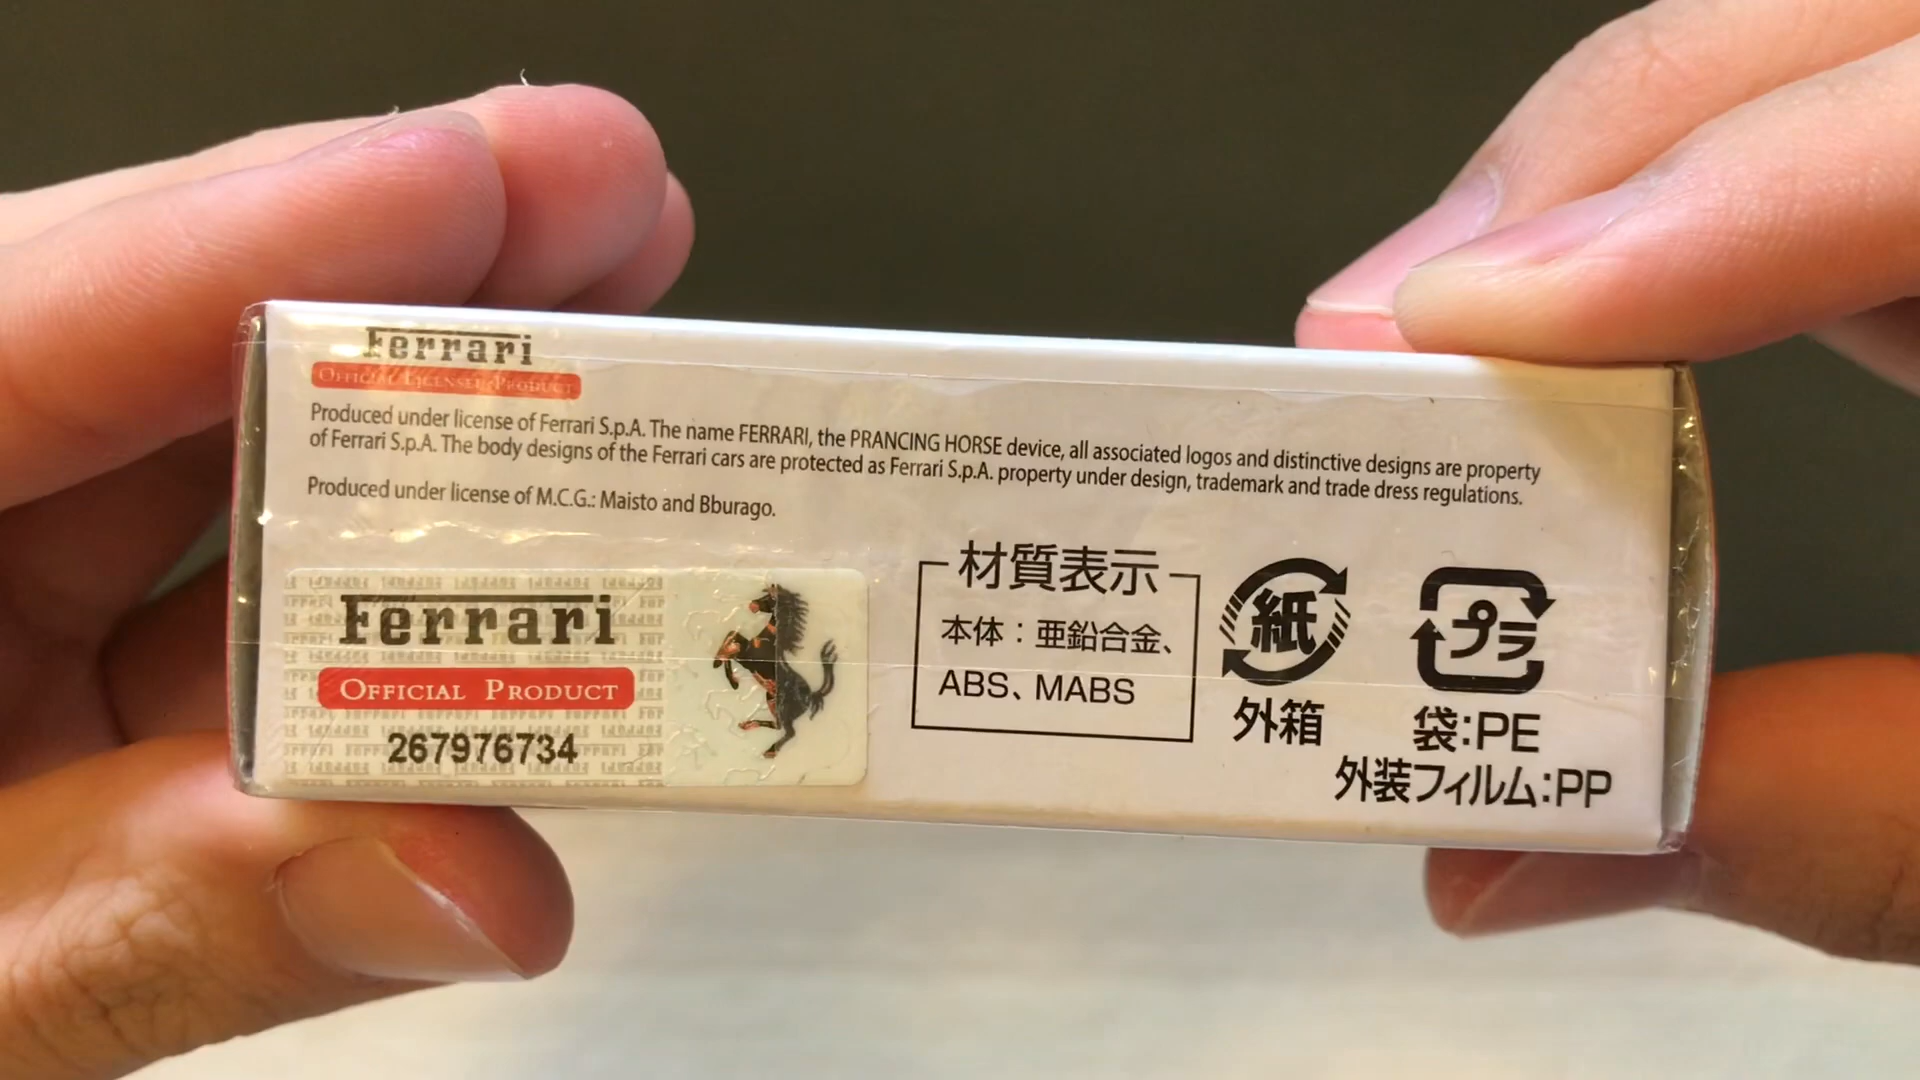 Ferrari
OFFICIAL LICENSED PRODUCT
Produced under license of Ferrari S.p.A. The name FERRARI, the PRANCING HORSE device, all associated logos and distinctive designs are property
of Ferrari S.p.A. The body designs of the Ferrari cars are protected as Ferrari S.p.A. property under design, trademark and trade dress regulations.
Produced under license of M.C.G.: Maisto and Bburago.
Ferrari
OFFICIAL PRODUCT
267976734
材質表示
本体：亜鉛合金、
ABS、MABS
紙
外箱
プラ
袋:PE
外装フィルム:PP